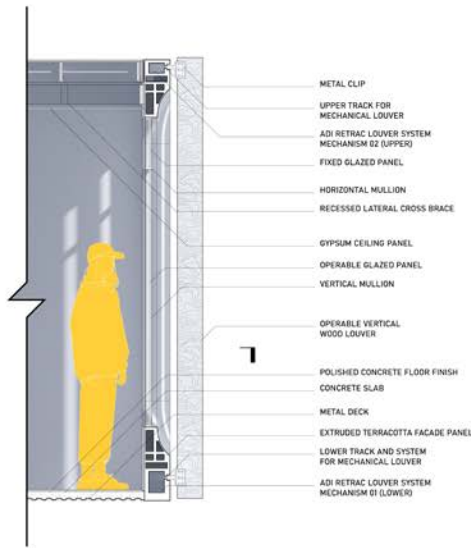 METAL CLIP
UPPER TRACK FOR
MECHANICAL LOUVER
ADI RETRAC LOUVER SYSTEM
MECHANISM 02 (UPPER)
FIXED GLAZED PANEL
HORIZONTAL MULLION
RECESSED LATERAL CROSS BRACE
GYPSUM CEILING PANEL
OPERABLE GLAZED PANEL
VERTICAL MULLION
OPERABLE VERTICAL
WOOD LOUVER
POLISHED CONCRETE FLOOR FINISH
CONCRETE SLAB
METAL DECK
EXTRUDED TERRACOTTA FACADE PANEL
LOWER TRACK AND SYSTEM
FOR MECHANICAL LOUVER
ADI RETRAC LOUVER SYSTEM
MECHANISM 01 (LOWER)